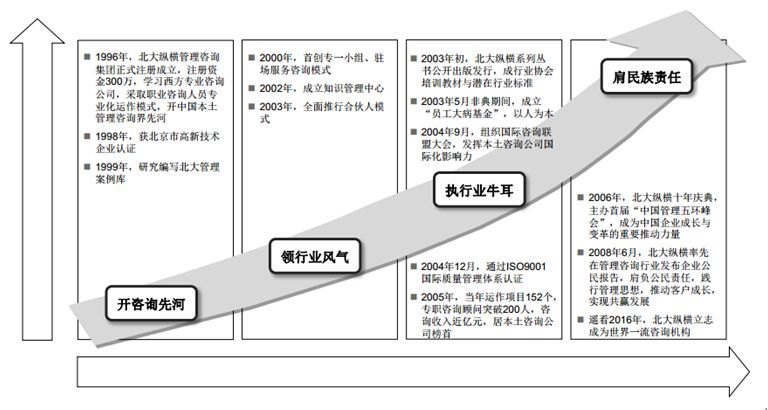 ■ 1996年，北大纵横管理咨询
集团正式注册成立，注册资
金300万，学习西方专业咨询
公司，采取职业咨询人员专
业化运作模式，开中国本土
管理咨询界先河
■ 1998年，获北京市高新技术
企业认证
■ 1999年，研究编写北大管理
案例库
开咨询先河
■ 2000年，首创专一小组、驻
场服务咨询模式
■ 2002年，成立知识管理中心
■ 2003年，全面推行合伙人模
式
领行业风气
■ 2003年初，北大纵横系列丛
书公开出版发行，成行业协会
培训教材与潜在行业标准
■ 2003年5月非典期间，成立
“员工大病基金”，以人为本
■ 2004年9月，组织国际咨询联
盟大会，发挥本土咨询公司国
际化影响力
执行业牛耳
■ 2004年12月，通过ISO9001
国际质量管理体系认证
■ 2005年，当年运作项目152个，
专职咨询顾问突破200人，咨
询收入近亿元，居本土咨询公
司榜首
肩民族责任
■ 2006年，北大纵横十年庆典，
主办首届“中国管理五环峰
会”，成为中国企业成长与
变革的重要推动力量
■ 2008年6月，北大纵横率先
在管理咨询行业发布企业公
民报告，肩负公民责任，践
行管理思想，推动客户成长，
实现共赢发展
■ 遥看2016年，北大纵横立志
成为世界一流咨询机构